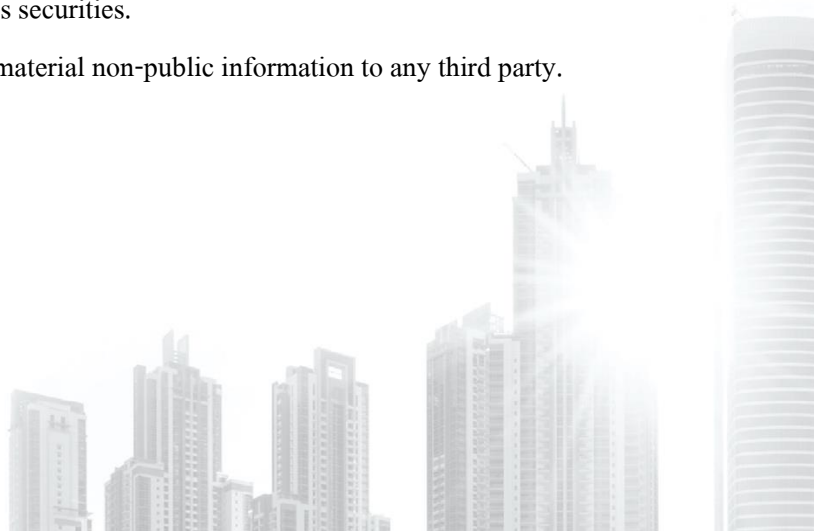 s securities.
material non-public information to any third party.